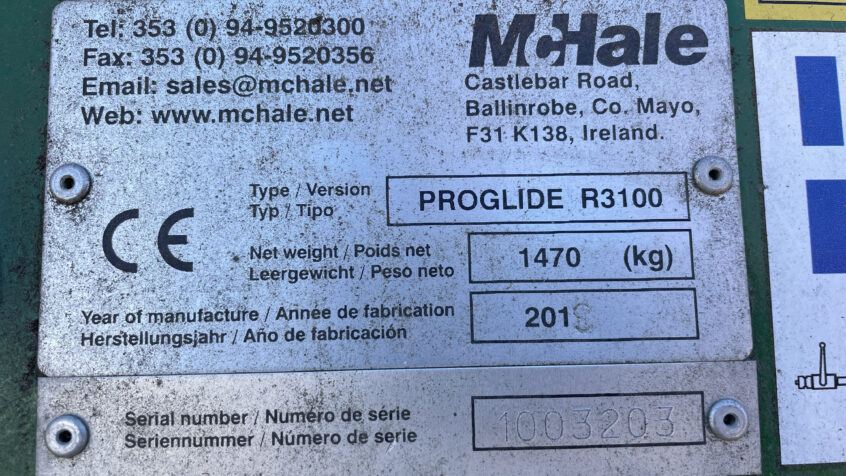 Tel: 353 (0) 94-9520300
Fax: 353 (0) 94-9520356
Email: sales@mchale.net
Web: www.mchale.net
McHale
Castlebar Road,
Ballinrobe, Co. Mayo,
F31 K138, Ireland.
CE
Type / Version
Typ / Tipo
PROGLIDE R3100
Net weight / Poids net
Leergewicht / Peso neto
1470 (kg)
Year of manufacture / Année de fabrication
Herstellungsjahr / Año de fabricación
Serial number / Numéro de série
Seriennummer / Número de serie
1003203